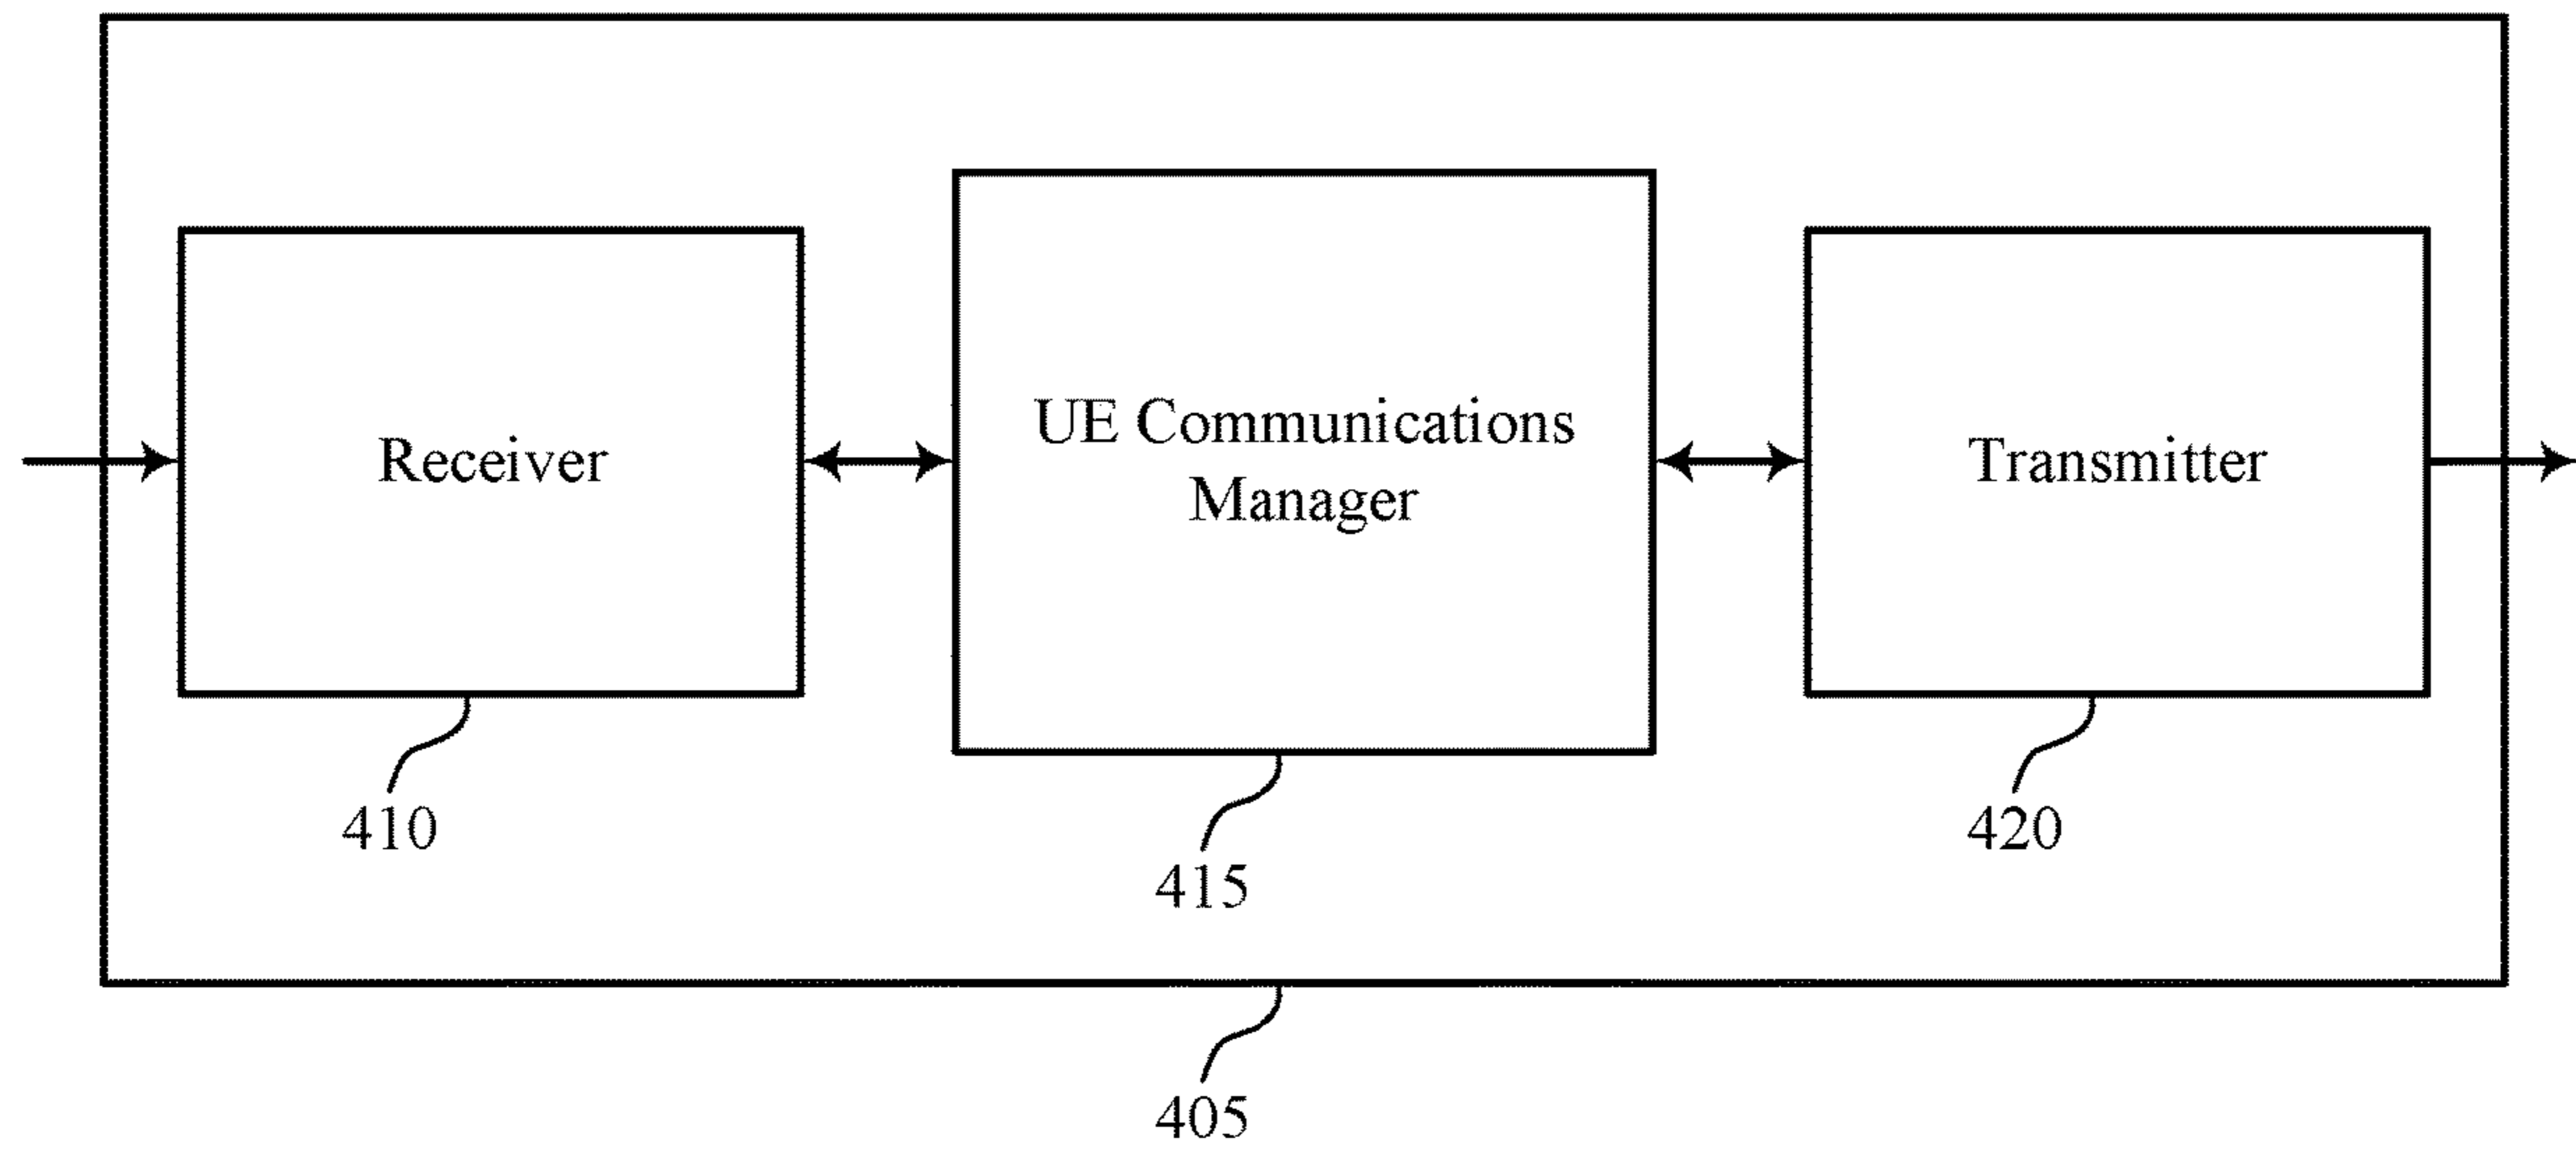 Receiver
UE Communications
Manager
Transmitter
410
415
420
405